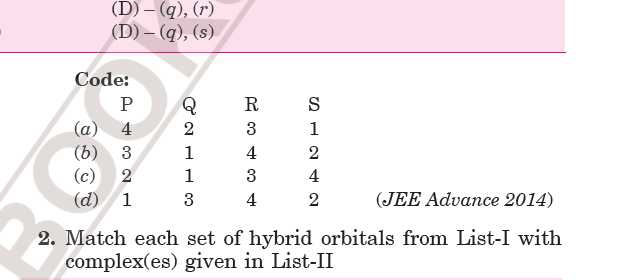 (D) – (q), (r)
(D) – (q), (s)
Code:
P Q R S
(a) 4 2 3 1
(b) 3 1 4 2
(c) 2 1 3 4
(d) 1 3 4 2 (JEE Advance 2014)
2. Match each set of hybrid orbitals from List-I with
complex(es) given in List-II